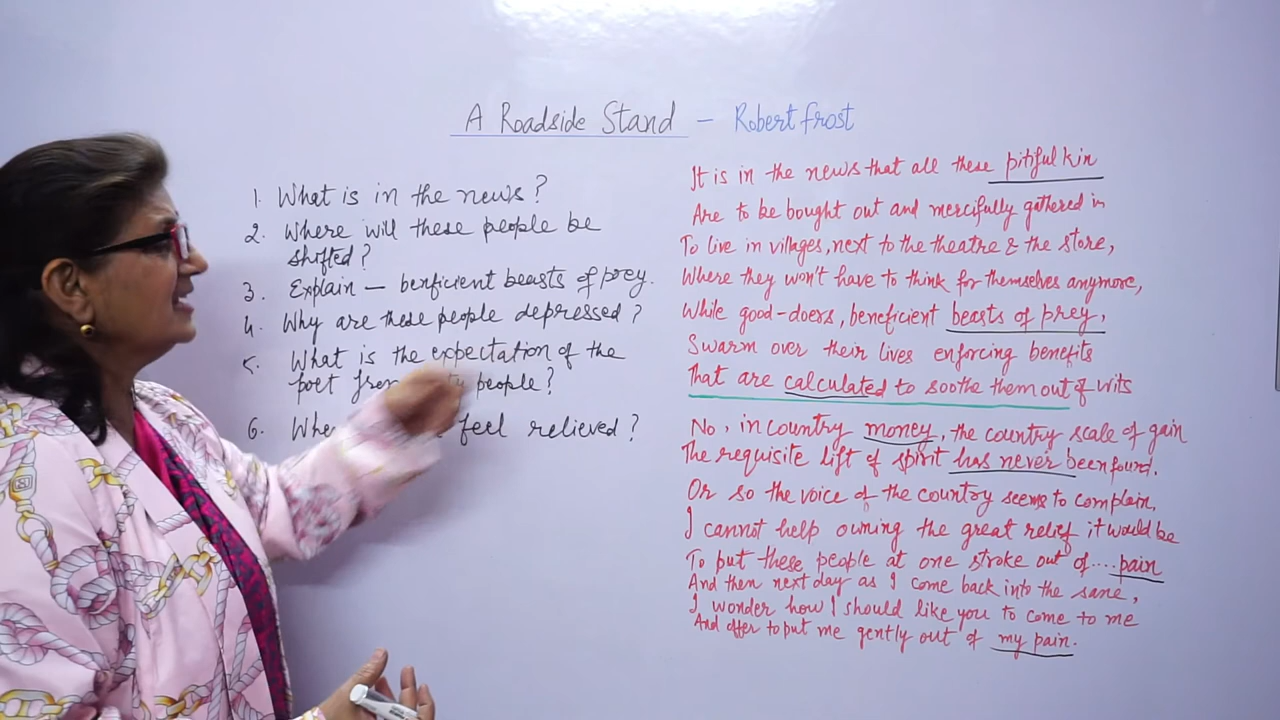 A Roadside Stand – Robert frost
1. What is in the news?
2. Where will these people be
shifted?
3. Explain – benficient beasts of prey.
4. Why are these people depressed?
5. What is the expectation of the
poet from people?
6. feel relieved?
It is in the news that all these pitiful kin
Are to be bought out and mercifully gathered in
To live in villages, next to the theatre & the store,
Where they won't have to think for themselves anymore,
While good-doers, beneficient beasts of prey,
Swarm over their lives enforcing benefits
That are calculated to soothe them out of wits
No, in country money, the country scale of gain
The requisite lift of spirit has never been found.
Or so the voice of the country seems to complain,
I cannot help owning the great relief it would be
To put these people at one stroke out of .... pain
And then next day as I come back into the sane,
I wonder how I should like you to come to me
And offer to put me gently out of my pain.